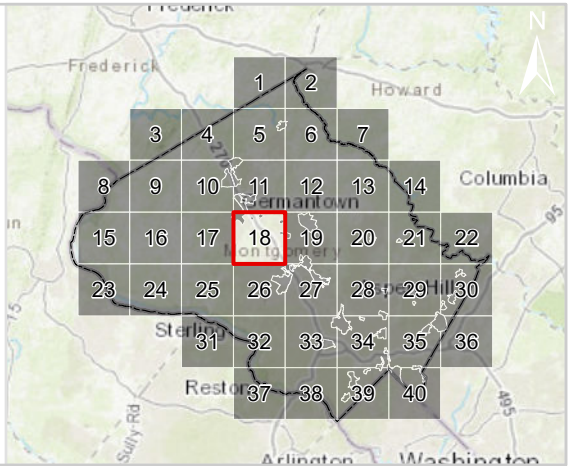 Frederick
N
Frederick
1 2
Howard
3 4 5 6 7
270
8 9 10 11 12 13 14
Columbia
Germantown
95
15 16 17 18 19 20 21 22
Montgomery
23 24 25 26 27 28 29 30
15
Sterling
31 32 33 34 35 36
Reston
37 38 39 40
495
Sully-Rd
Arlington Washington